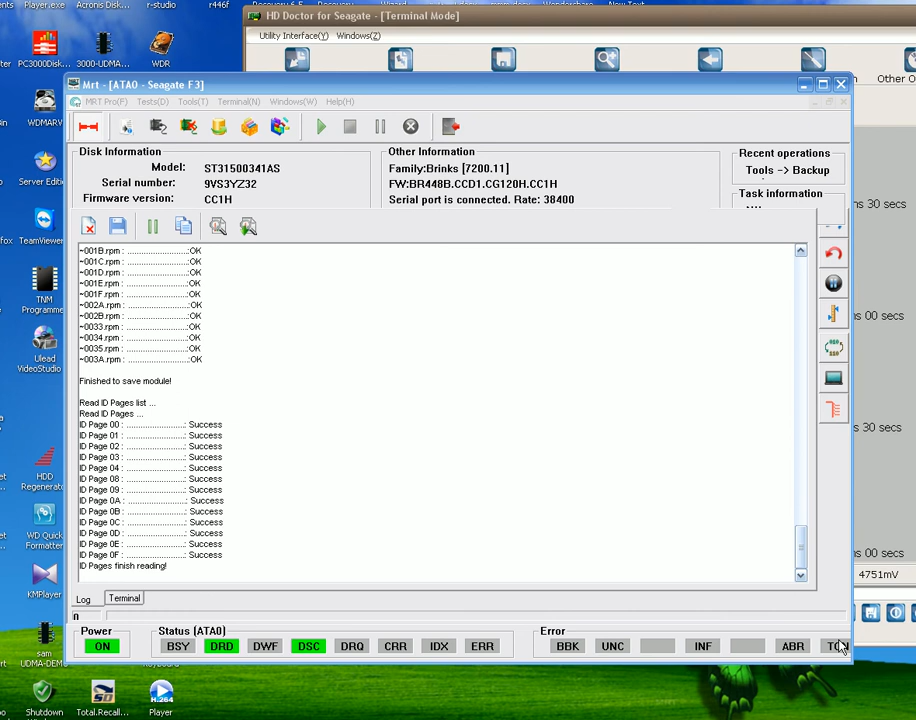 Player.exe
Acronis Dis...
r-studio
r446f
PC3000Disk...
3000-UDMA...
WDR
WDMARV
Server Editi
TeamViewer
TNM
Programme
Ulead
VideoStudio
HDD
Regenerato
WD Quick
Formatter
KMPlayer
sam
UDMA-DEM
Shutdown
Total.Recall...
Player
HD Doctor for Seagate - [Terminal Mode]
Utility Interface(Y) Windows(Z)
Other O
Mrt - [ATA0 - Seagate F3]
MRT Pro(F) Tests(D) Tools(T) Terminal(N) Windows(W) Help(H)
Disk Information
Model: ST31500341AS
Serial number: 9VS3YZ32
Firmware version: CC1H
Other Information
Family:Brinks [7200.11]
FW:BR448B.CCD1.CG120H.CC1H
Serial port is connected. Rate: 38400
Recent operations
Tools -> Backup
Task information
~001B.rpm : .............................:OK
~001C.rpm : .............................:OK
~001D.rpm : .............................:OK
~001E.rpm : .............................:OK
~001F.rpm : .............................:OK
~002A.rpm : .............................:OK
~002B.rpm : .............................:OK
~0033.rpm : .............................:OK
~0034.rpm : .............................:OK
~0035.rpm : .............................:OK
~003A.rpm : .............................:OK
Finished to save module!
Read ID Pages list ...
Read ID Pages ...
ID Page 00 : .......................: Success
ID Page 01 : .......................: Success
ID Page 02 : .......................: Success
ID Page 03 : .......................: Success
ID Page 04 : .......................: Success
ID Page 08 : .......................: Success
ID Page 09 : .......................: Success
ID Page 0A : .......................: Success
ID Page 0B : .......................: Success
ID Page 0C : .......................: Success
ID Page 0D : .......................: Success
ID Page 0E : .......................: Success
ID Page 0F : .......................: Success
ID Pages finish reading!
Log Terminal
Power
ON
Status (ATA0)
BSY DRD DWF DSC DRQ CRR IDX ERR
Error
BBK UNC INF ABR
ns 30 secs
ns 00 secs
ns 30 secs
ns 00 secs
4751mV